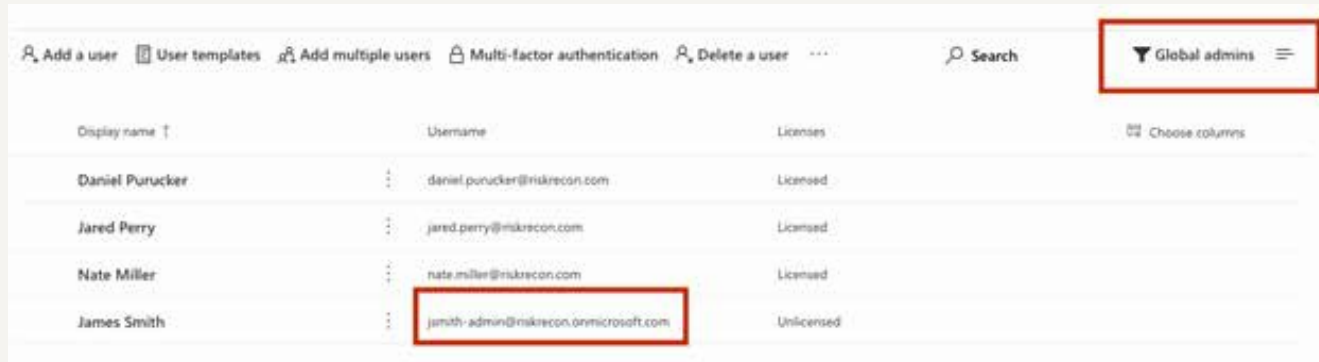 Add a user User templates Add multiple users Multi-factor authentication Delete a user ... Search Global admins
Display name ↑ Username Licenses Choose columns
Daniel Purucker daniel.purucker@riskrecon.com Licensed
Jared Perry jared.perry@riskrecon.com Licensed
Nate Miller nate.miller@riskrecon.com Licensed
James Smith jsmith-admin@riskrecon.onmicrosoft.com Unlicensed